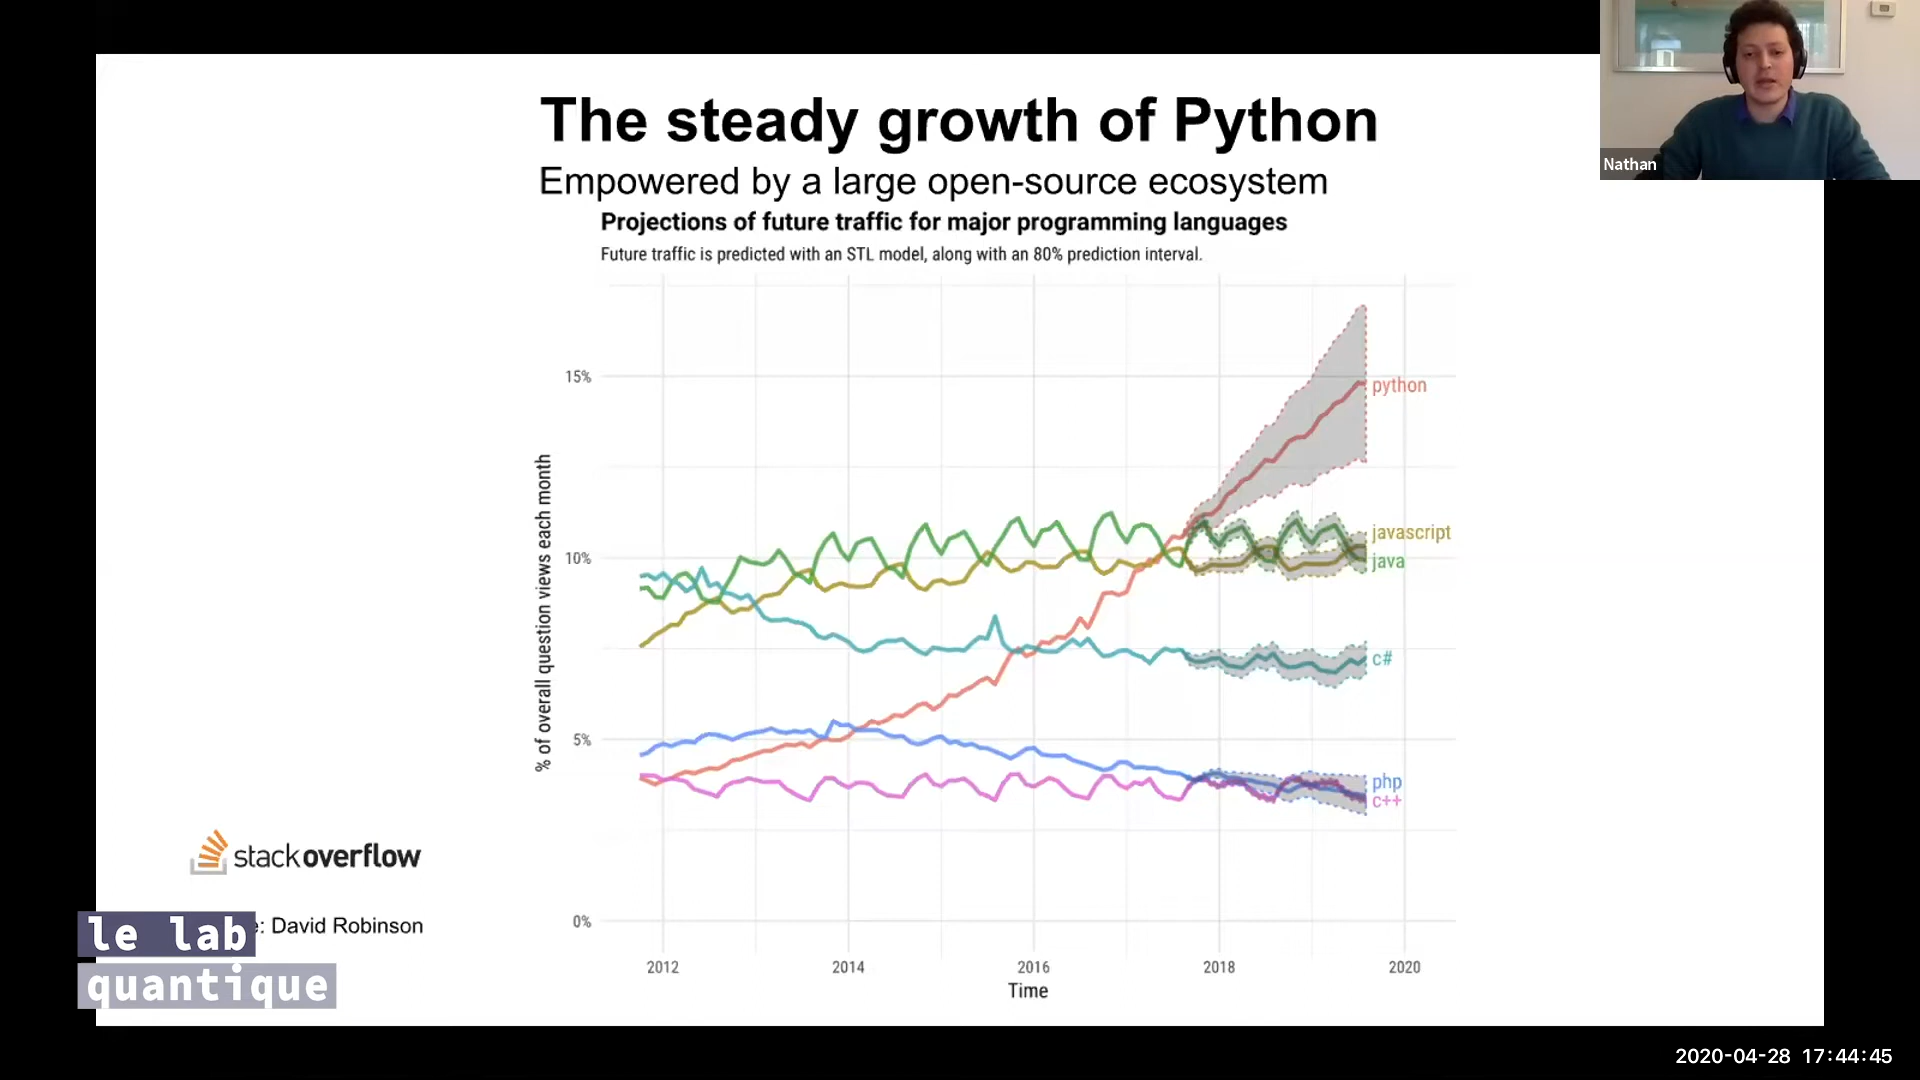 The steady growth of Python
Empowered by a large open-source ecosystem
Projections of future traffic for major programming languages
Future traffic is predicted with an STL model, along with an 80% prediction interval.
Nathan
15%
10%
5%
0%
% of overall question views each month
python
javascript
java
c#
php
c++
2012 2014 2016 2018 2020
Time
stackoverflow
: David Robinson
le lab
quantique
2020-04-28 17:44:45